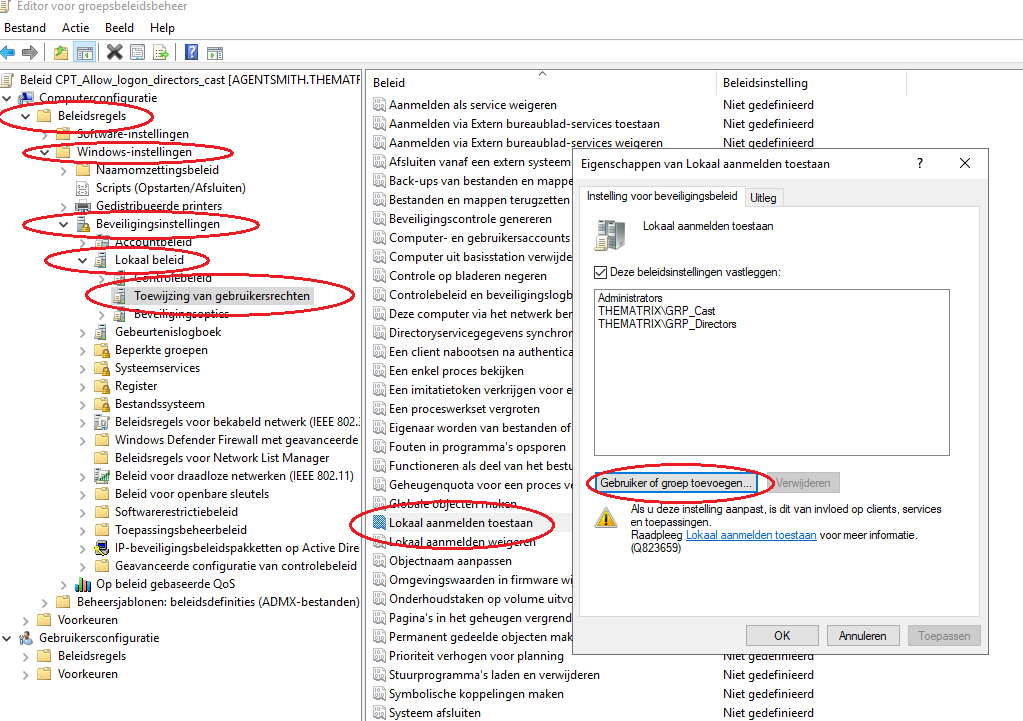 Editor voor groepsbeleidsbeheer
Bestand Actie Beeld Help
Beleid CPT_Allow_logon_directors_cast [AGENTSMITH.THEMATR
Computerconfiguratie
Beleidsregels
Software-instellingen
Windows-instellingen
Naamomzettingsbeleid
Scripts (Opstarten/Afsluiten)
Gedistribueerde printers
Beveiligingsinstellingen
Accountbeleid
Lokaal beleid
Controlebeleid
Toewijzing van gebruikersrechten
Beveiligingsopties
Gebeurtenislogboek
Beperkte groepen
Systeemservices
Register
Bestandssysteem
Beleidsregels voor bekabeld netwerk (IEEE 802.
Windows Defender Firewall met geavanceerde
Beleidsregels voor Network List Manager
Beleid voor draadloze netwerken (IEEE 802.11)
Beleid voor openbare sleutels
Softwarerestrictiebeleid
Toepassingsbeheerbeleid
IP-beveiligingsbeleidspakketten op Active Dire
Geavanceerde configuratie van controlebeleid
Op beleid gebaseerde QoS
Beheersjablonen: beleidsdefinities (ADMX-bestanden)
Voorkeuren
Gebruikersconfiguratie
Beleidsregels
Voorkeuren
Beleid Beleidsinstelling
Aanmelden als service weigeren Niet gedefinieerd
Aanmelden via Extern bureaublad-services toestaan Niet gedefinieerd
Aanmelden via Extern bureaublad-services weigeren Niet gedefinieerd
Afsluiten vanaf een extern systeem
Back-ups van bestanden en mappe
Bestanden en mappen terugzetten
Beveiligingscontrole genereren
Computer- en gebruikersaccounts
Computer uit basisstation verwijde
Controle op bladeren negeren
Controlebeleid en beveiligingslogb
Deze computer via het netwerk ben
Directoryservicegegevens synchron
Een client nabootsen na authentica
Een enkel proces bekijken
Een imitatietoken verkrijgen voor e
Een proceswerkset vergroten
Eigenaar worden van bestanden of
Fouten in programma's opsporen
Functioneren als deel van het bestu
Geheugenquota voor een proces ve
Globale objecten maken
Lokaal aanmelden toestaan
Lokaal aanmelden weigeren
Objectnaam aanpassen
Omgevingswaarden in firmware wi
Onderhoudstaken op volume uitvo
Pagina's in het geheugen vergrend
Permanent gedeelde objecten mak
Prioriteit verhogen voor planning Niet gedefinieerd
Stuurprogramma's laden en verwijderen Niet gedefinieerd
Symbolische koppelingen maken Niet gedefinieerd
Systeem afsluiten Niet gedefinieerd
Eigenschappen van Lokaal aanmelden toestaan
Instelling voor beveiligingsbeleid Uitleg
Lokaal aanmelden toestaan
Deze beleidsinstellingen vastleggen:
Administrators
THEMATRIX\GRP_Cast
THEMATRIX\GRP_Directors
Gebruiker of groep toevoegen... Verwijderen
Als u deze instelling aanpast, is dit van invloed op clients, services
en toepassingen.
Raadpleeg Lokaal aanmelden toestaan voor meer informatie.
(Q823659)
OK Annuleren Toepassen